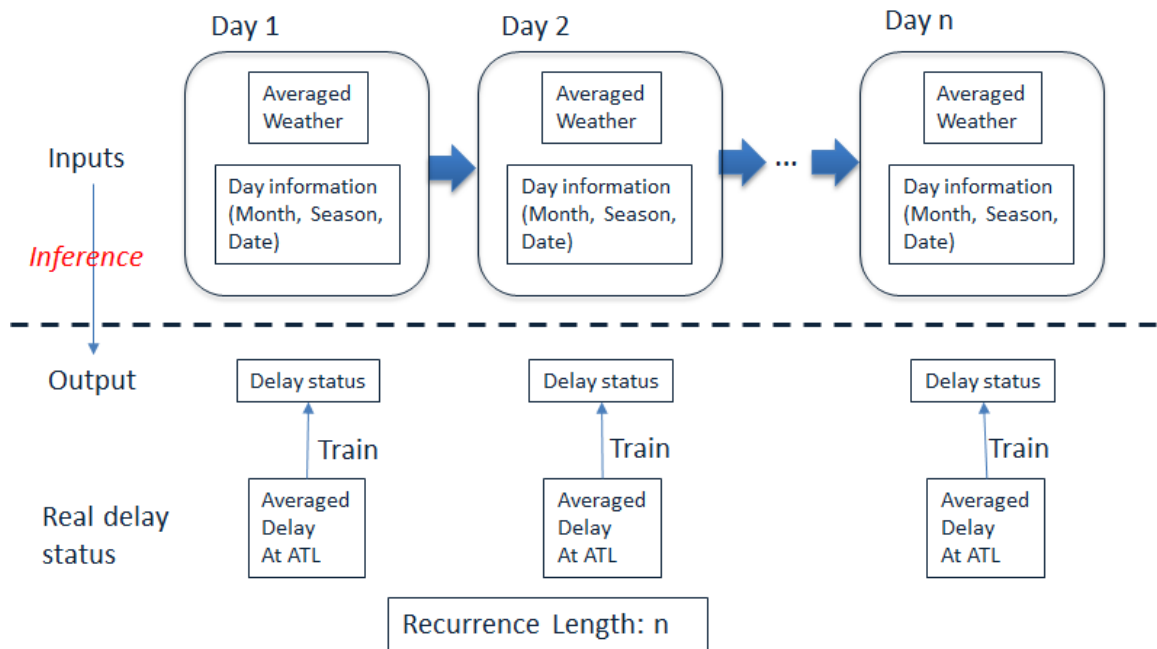 Day 1
Day 2
Day n
Averaged
Weather
Averaged
Weather
Averaged
Weather
Inputs
...
Day information
(Month, Season,
Date)
Day information
(Month, Season,
Date)
Day information
(Month, Season,
Date)
Inference
Output
Delay status
Delay status
Delay status
Train
Train
Train
Real delay
status
Averaged
Delay
At ATL
Averaged
Delay
At ATL
Averaged
Delay
At ATL
Recurrence Length: n